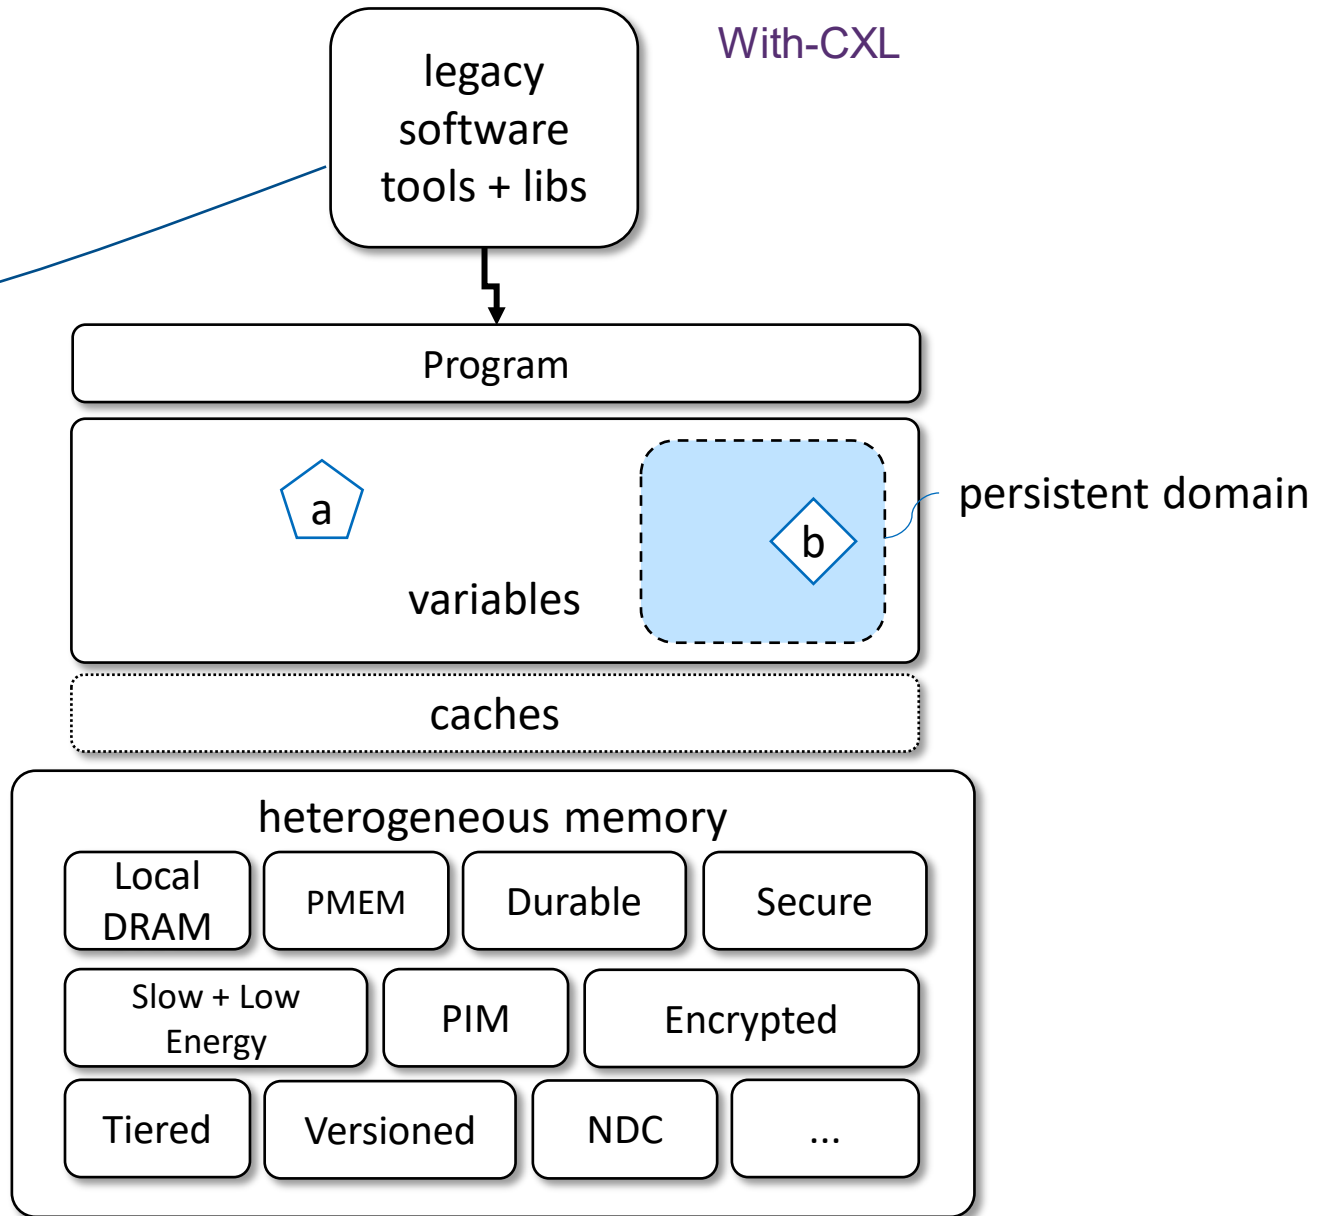 With-CXL
legacy
software
tools + libs
Program
a
b
persistent domain
variables
caches
heterogeneous memory
Local
DRAM
PMEM
Durable
Secure
Slow + Low
Energy
PIM
Encrypted
Tiered
Versioned
NDC
...